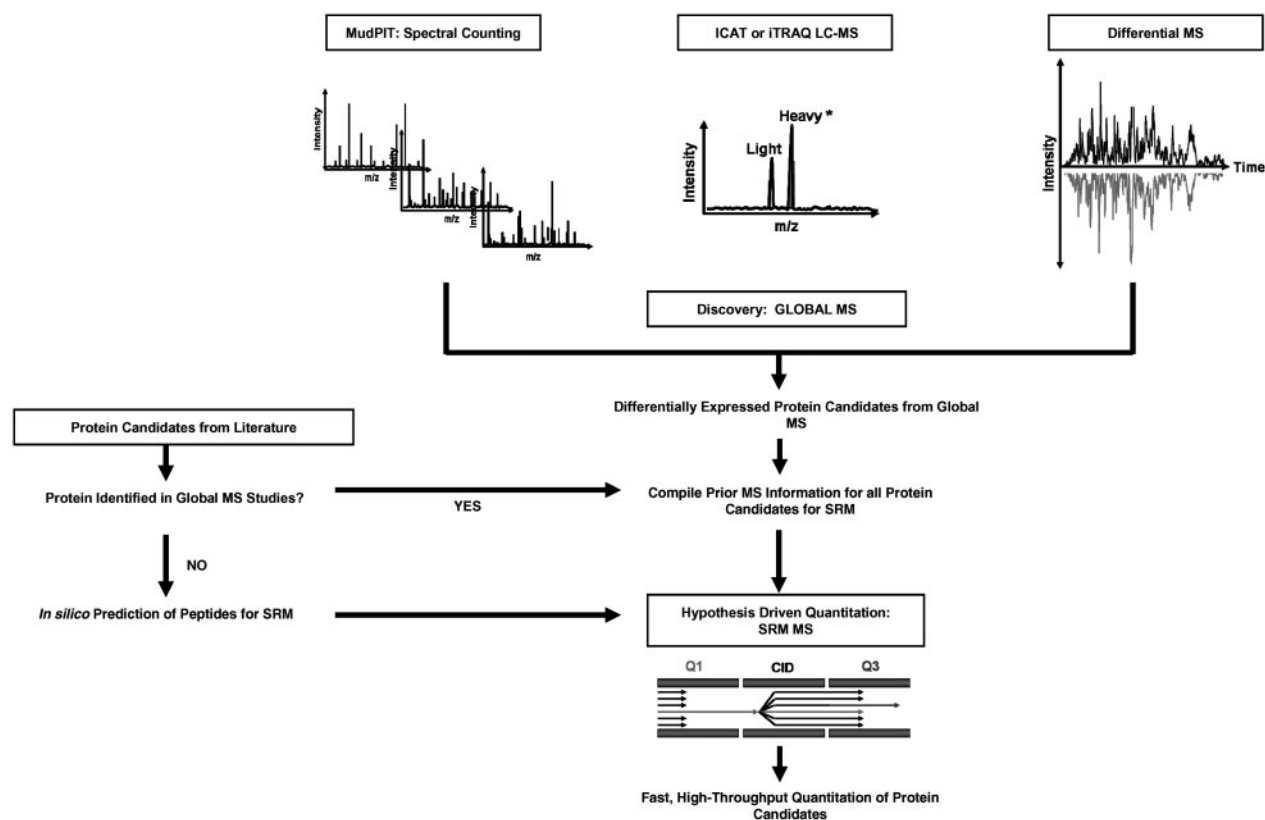 MudPIT: Spectral Counting
ICAT or iTRAQ LC-MS
Differential MS
Intensity
m/z
Intensity
m/z
Intensity
m/z
Intensity
Light
Heavy *
m/z
Intensity
Time
Discovery: GLOBAL MS
Differentially Expressed Protein Candidates from Global
MS
Protein Candidates from Literature
Protein Identified in Global MS Studies?
YES
Compile Prior MS Information for all Protein
Candidates for SRM
NO
In silico Prediction of Peptides for SRM
Hypothesis Driven Quantitation:
SRM MS
Q1
CID
Q3
Fast, High-Throughput Quantitation of Protein
Candidates